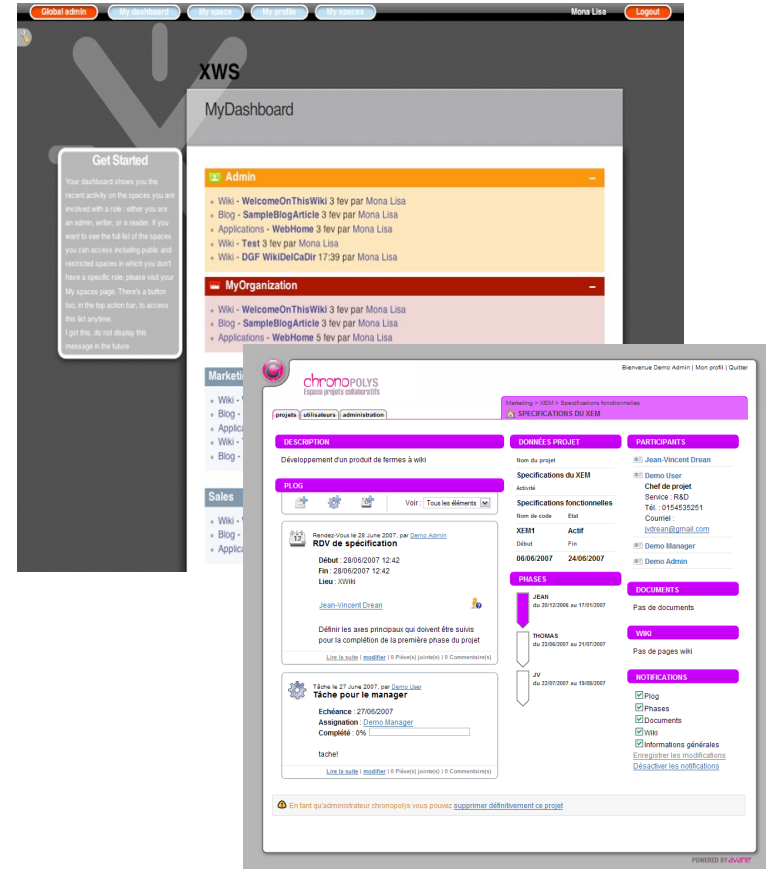 Global admin My dashboard My space My profile My spaces Mona Lisa Logout
XWS
MyDashboard
Get Started
Your dashboard shows you the
recent activity on the spaces you are
involved with a role : either you are
an admin, writer, or a reader. If you
want to see the full list of the spaces
you can access including public and
restricted spaces in which you don't
have a specific role, please visit your
My spaces page. There's a button
too, in the top action bar, to access
this list anytime.
I got this, do not display this
message in the future
Admin
Wiki - WelcomeOnThisWiki 3 fev par Mona Lisa
Blog - SampleBlogArticle 3 fev par Mona Lisa
Applications - WebHome 3 fev par Mona Lisa
Wiki - Test 3 fev par Mona Lisa
Wiki - DGF WikiDelCaDir 17:39 par Mona Lisa
MyOrganization
Wiki - WelcomeOnThisWiki 3 fev par Mona Lisa
Blog - SampleBlogArticle 3 fev par Mona Lisa
Applications - WebHome 5 fev par Mona Lisa
Marketi
Wiki -
Blog -
Applica
Wiki -
Blog -
Sales
Wiki -
Blog -
Applica
Bienvenue Demo Admin | Mon profil | Quitter
chronoPOLYS
Espace projets collaboratifs
projets utilisateurs administration
Marketing > XEM > Specifications fonctionnelles
SPECIFICATIONS DU XEM
DESCRIPTION
Développement d'un produit de fermes à wiki
PLOG
Voir : Tous les éléments
12
Rendez-Vous le 28 June 2007, par Demo Admin
RDV de spécification
Début : 28/06/2007 12:42
Fin : 28/06/2007 12:42
Lieu : XWiki
Jean-Vincent Drean
Définir les axes principaux qui doivent être suivis
pour la complétion de la première phase du projet
Lire la suite | modifier | 0 Pièce(s) jointe(s) | 0 Commentaire(s)
Tâche le 27 June 2007, par Demo User
Tâche pour le manager
Echéance : 27/06/2007
Assignation : Demo Manager
Complété : 0%
tache!
Lire la suite | modifier | 0 Pièce(s) jointe(s) | 0 Commentaire(s)
DONNÉES PROJET
Nom du projet
Specifications du XEM
Activité
Specifications fonctionnelles
Nom de code Etat
XEM1 Actif
Début Fin
06/06/2007 24/06/2007
PHASES
JEAN
du 20/12/2006 au 17/01/2007
THOMAS
du 23/06/2007 au 21/07/2007
JV
du 22/07/2007 au 19/08/2007
PARTICIPANTS
Jean-Vincent Drean
Demo User
Chef de projet
Service : R&D
Tél. : 0154535251
Courriel :
jvdrean@gmail.com
Demo Manager
Demo Admin
DOCUMENTS
Pas de documents
WIKI
Pas de pages wiki
NOTIFICATIONS
Plog
Phases
Documents
Wiki
Informations générales
Enregistrer les modifications
Désactiver les notifications
En tant qu'administrateur chronopolys vous pouvez supprimer définitivement ce projet
POWERED BY